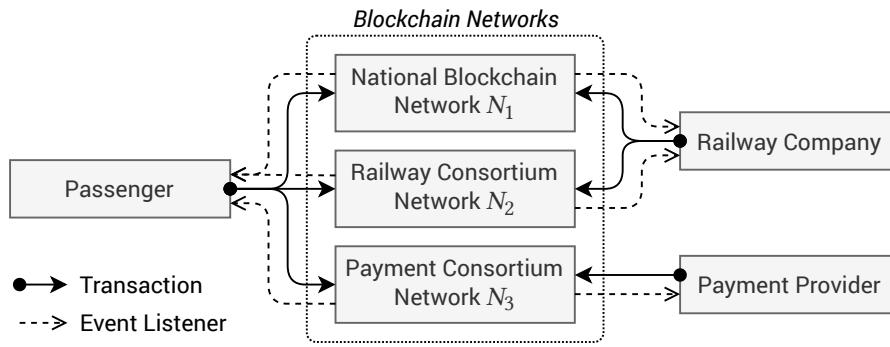 Blockchain Networks
National Blockchain
Network N₁
Railway Company
Passenger
Railway Consortium
Network N₂
Payment Consortium
Network N₃
Payment Provider
Transaction
Event Listener